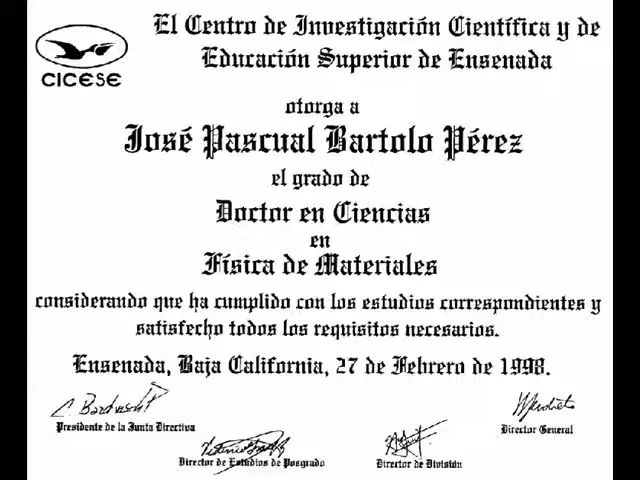 El Centro de Investigación Científica y de
Educación Superior de Ensenada
CICESE
otorga a
José Pascual Bartolo Pérez
el grado de
Doctor en Ciencias
en
Física de Materiales
considerando que ha cumplido con los estudios correspondientes y
satisfecho todos los requisitos necesarios.
Ensenada, Baja California, 27 de Febrero de 1998.
Presidente de la Junta Directiva
Director General
Director de Estudios de Posgrado
Director de División